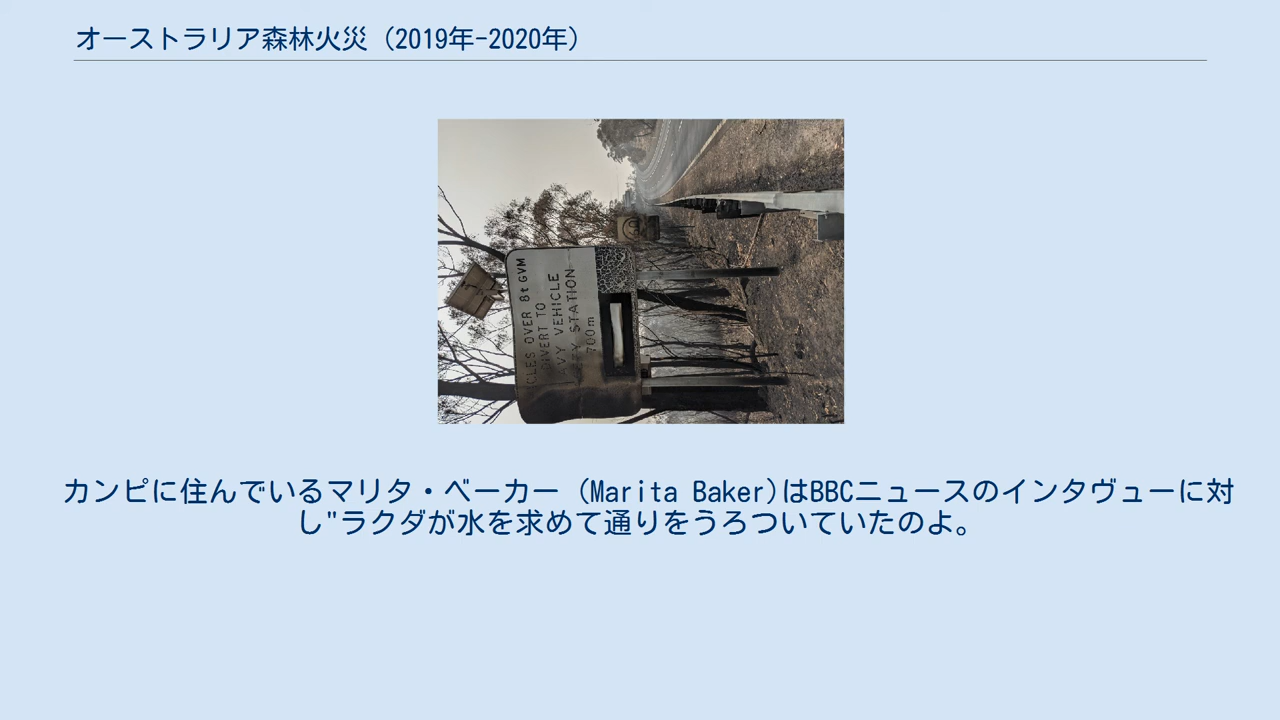 オーストラリア森林火災（2019年-2020年）
CLES OVER 8t GVM
DIVERT TO
VY VEHICLE
STATION
700m
カンピに住んでいるマリタ・ベーカー（Marita Baker)はBBCニュースのインタヴューに対
し"ラクダが水を求めて通りをうろついていたのよ。